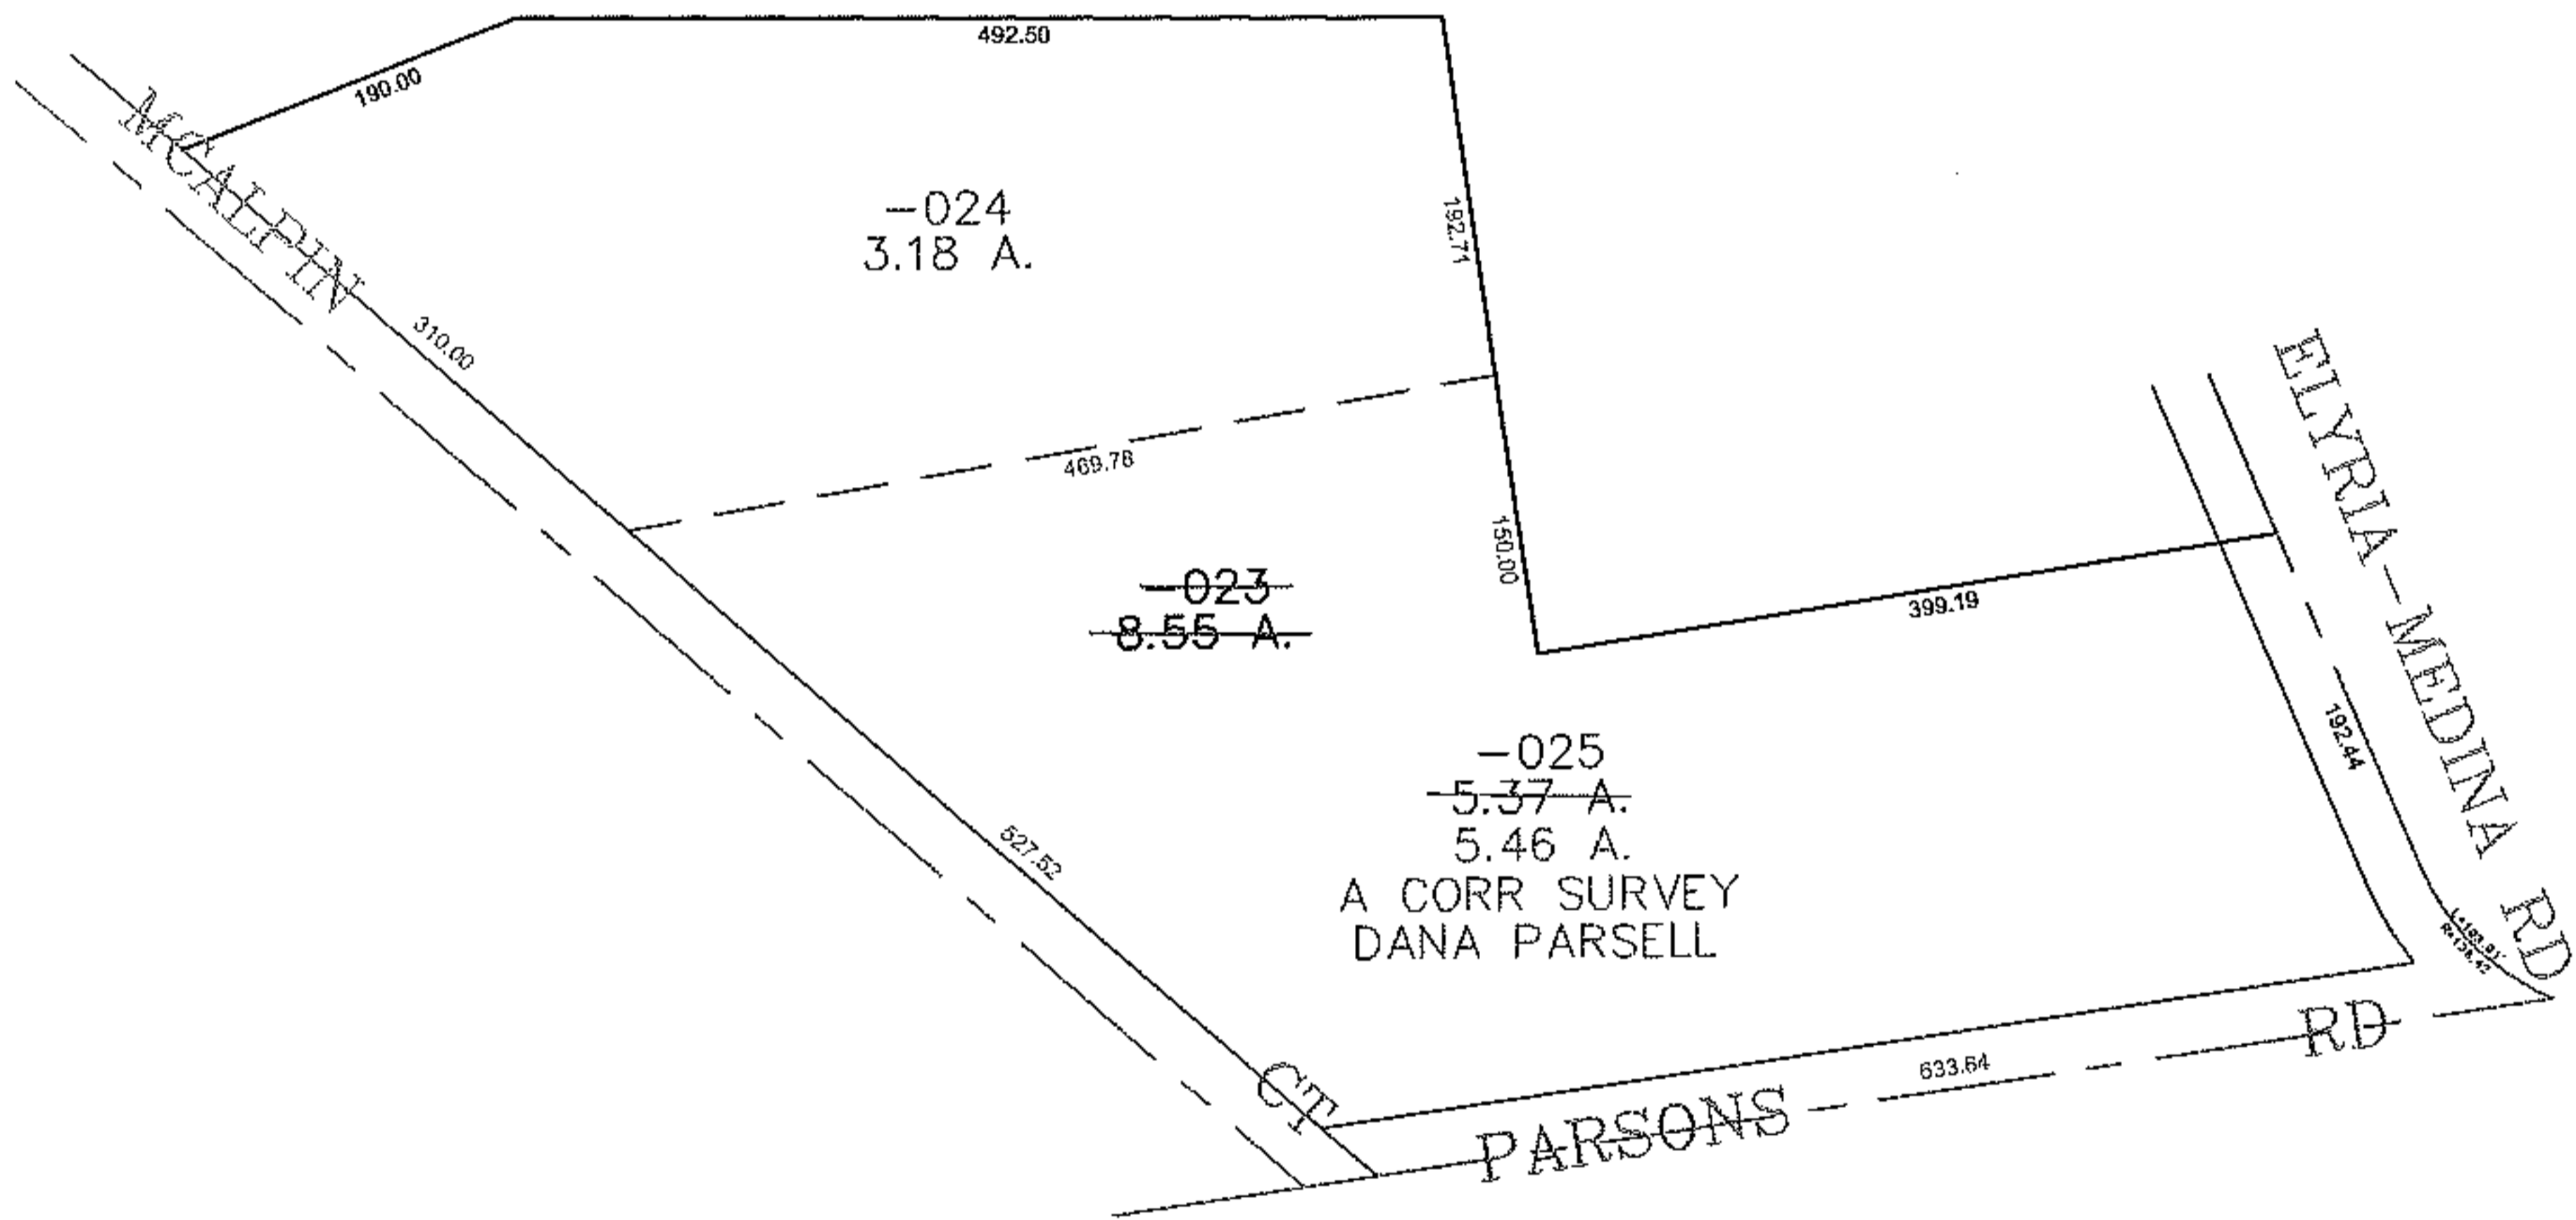 492.50
190.00
MCALPIN
-024
3.18 A.
192.71
310.00
469.78
ELYRIA-MEDINA RD
150.00
-023
8.55 A.
399.19
192.44
-025
5.37 A.
5.46 A.
A CORR SURVEY
DANA PARSELL
527.52
CT
633.64
PARSONS RD